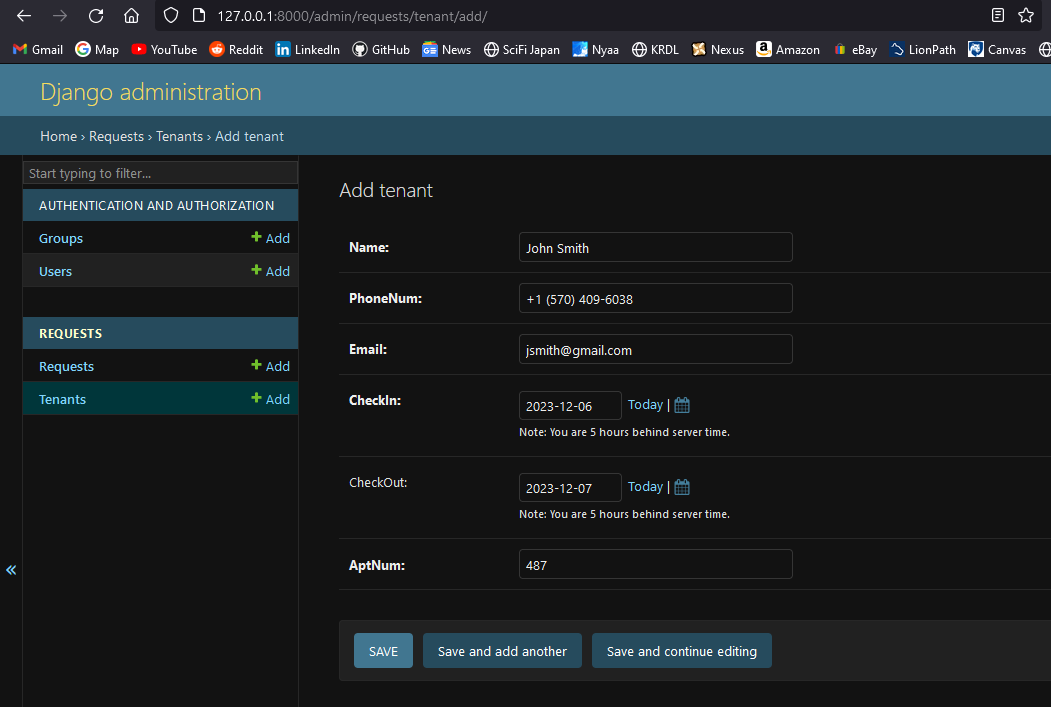 127.0.0.1:8000/admin/requests/tenant/add/
Gmail Map YouTube Reddit LinkedIn GitHub News SciFi Japan Nyaa KRDL Nexus Amazon eBay LionPath Canvas
Django administration
Home › Requests › Tenants › Add tenant
Start typing to filter...
AUTHENTICATION AND AUTHORIZATION
Groups + Add
Users + Add
REQUESTS
Requests + Add
Tenants + Add
«
Add tenant
Name: John Smith
PhoneNum: +1 (570) 409-6038
Email: jsmith@gmail.com
CheckIn: 2023-12-06 Today |
Note: You are 5 hours behind server time.
CheckOut: 2023-12-07 Today |
Note: You are 5 hours behind server time.
AptNum: 487
SAVE Save and add another Save and continue editing